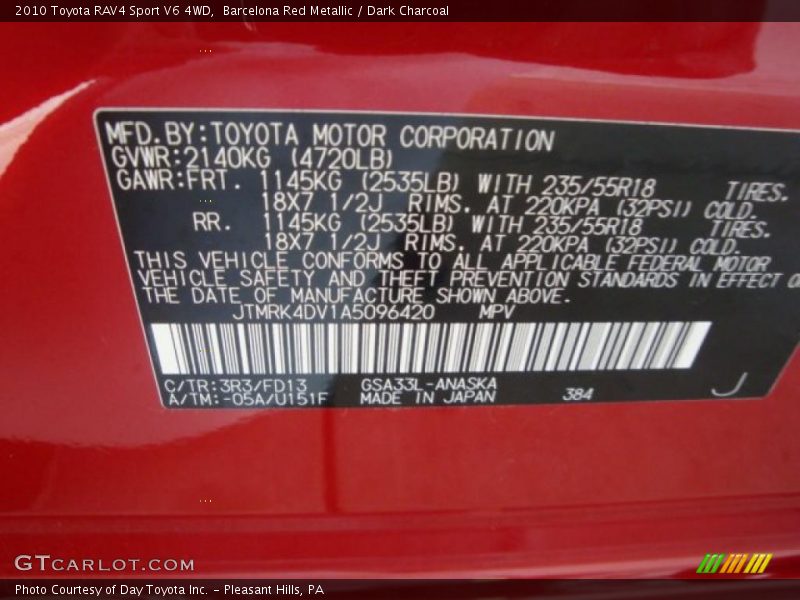 2010 Toyota RAV4 Sport V6 4WD,  Barcelona Red Metallic / Dark Charcoal
MFD.BY:TOYOTA MOTOR CORPORATION
GVWR:2140KG (4720LB)
GAWR:FRT. 1145KG (2535LB) WITH 235/55R18 TIRES.
18X7 1/2J RIMS. AT 220KPA (32PSI) COLD.
RR. 1145KG (2535LB) WITH 235/55R18 TIRES.
18X7 1/2J RIMS. AT 220KPA (32PSI) COLD.
THIS VEHICLE CONFORMS TO ALL APPLICABLE FEDERAL MOTOR
VEHICLE SAFETY AND THEFT PREVENTION STANDARDS IN EFFECT
THE DATE OF MANUFACTURE SHOWN ABOVE.
JTMRK4DV1A5096420 MPV
C/TR:3R3/FD13 GSA33L-ANASKA
A/TM:-05A/U151F MADE IN JAPAN 384
GTCARLOT.COM
Photo Courtesy of Day Toyota Inc. – Pleasant Hills, PA